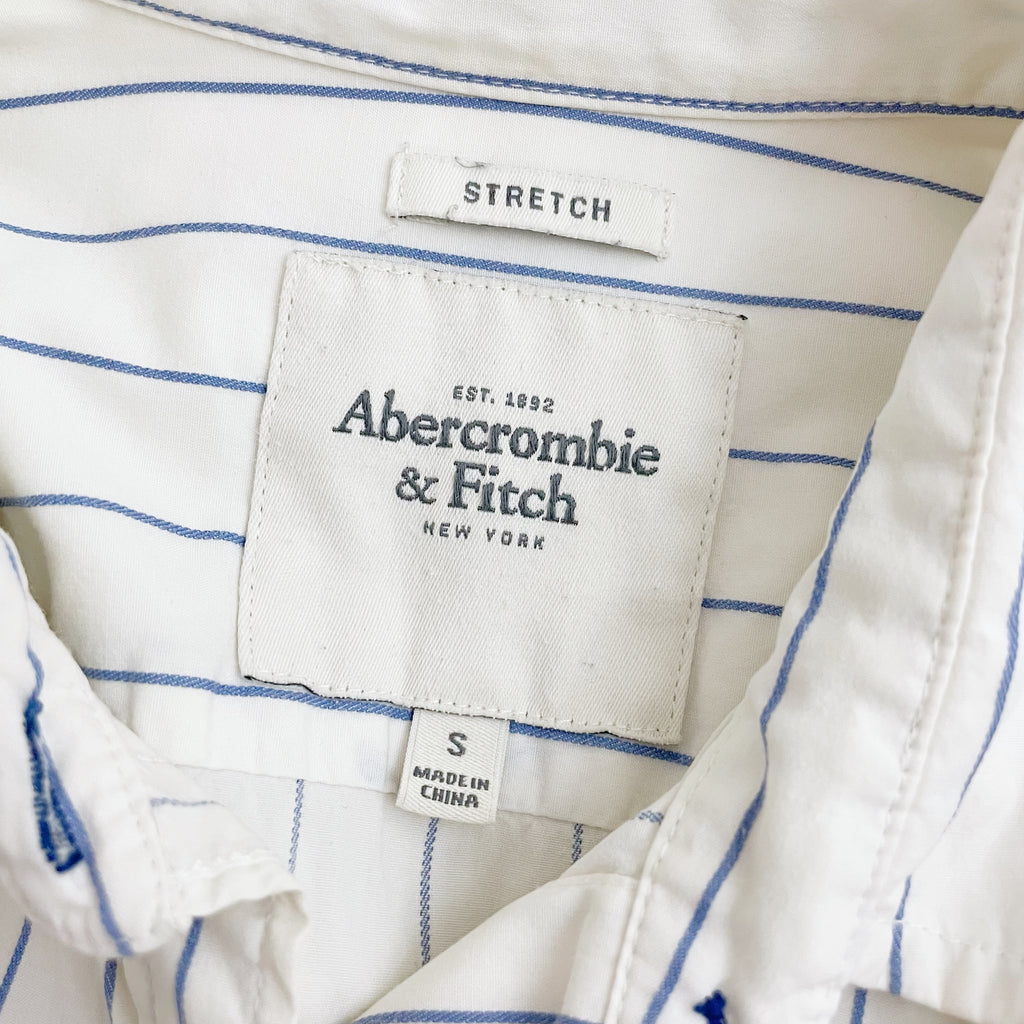 STRETCH
EST. 1892
Abercrombie
& Fitch
NEW YORK
S
MADE IN
CHINA